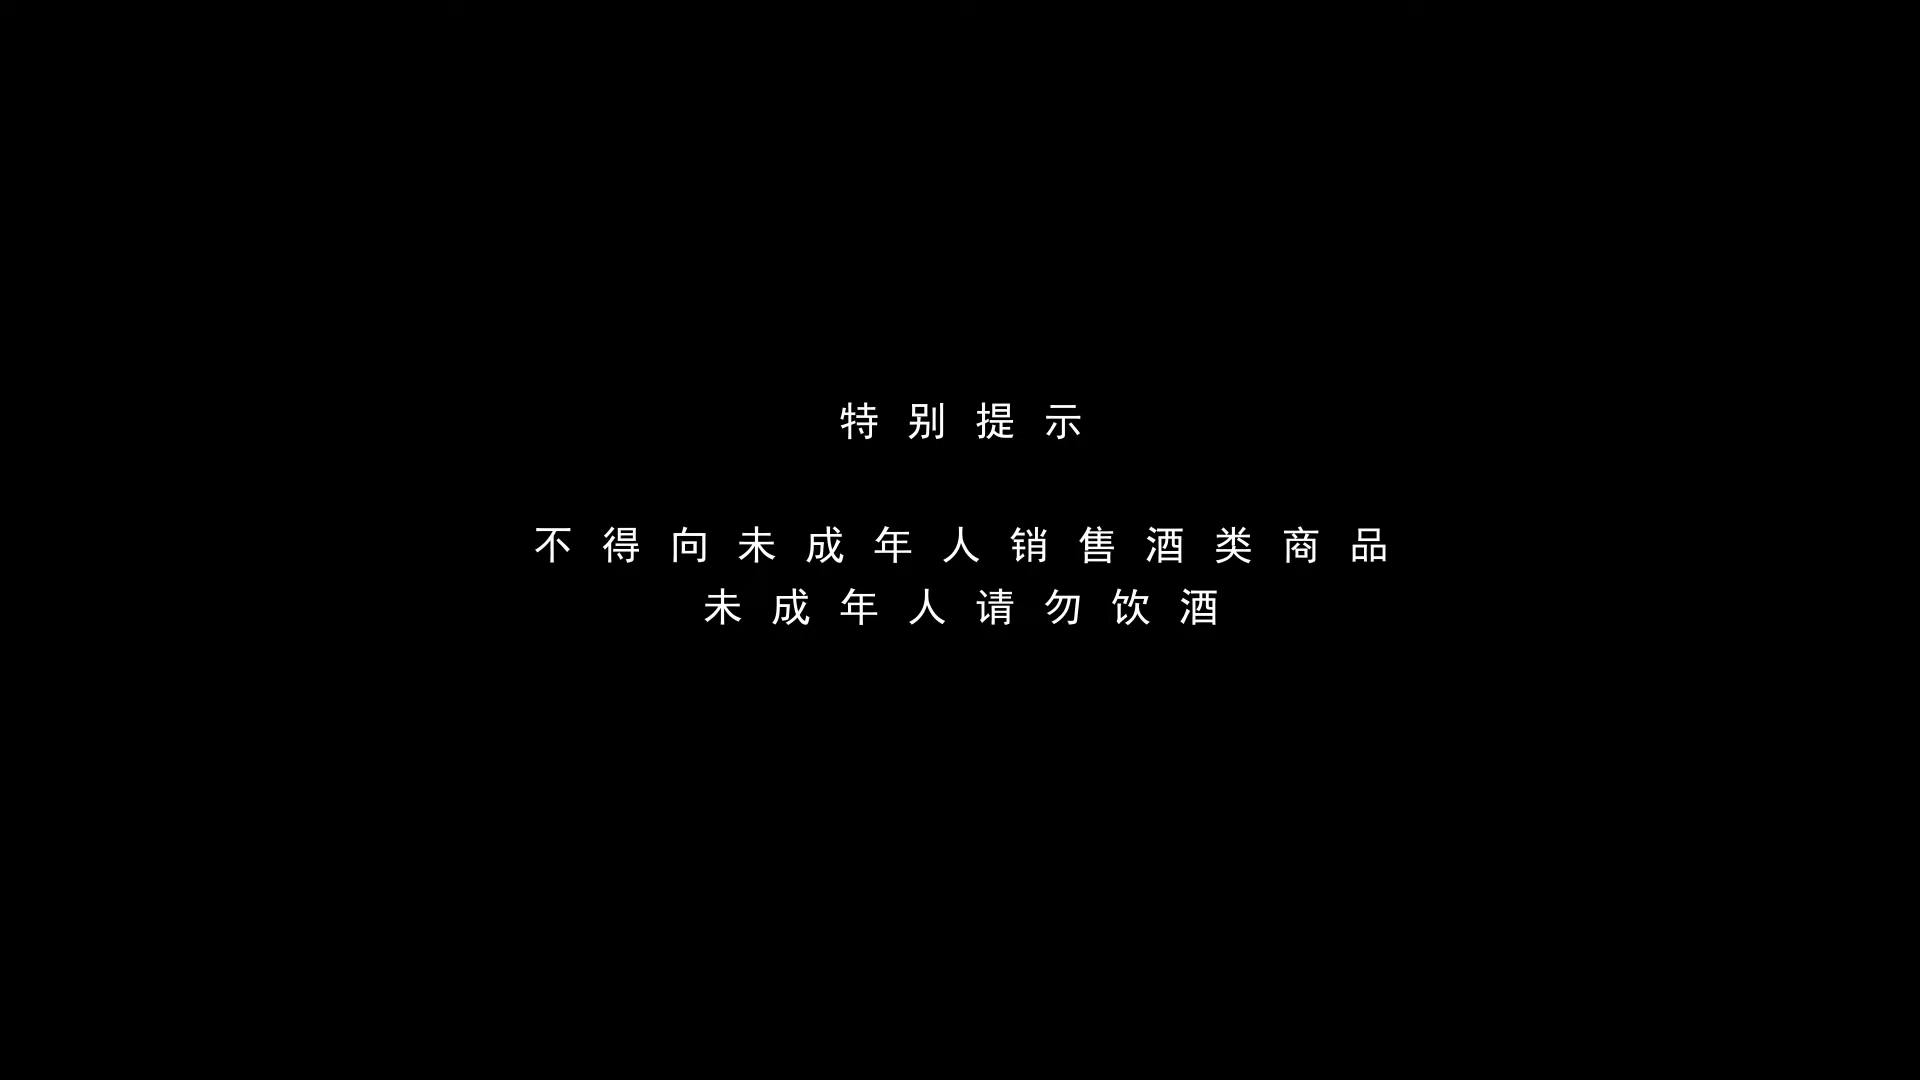 特别提示
不得向未成年人销售酒类商品
未成年人请勿饮酒